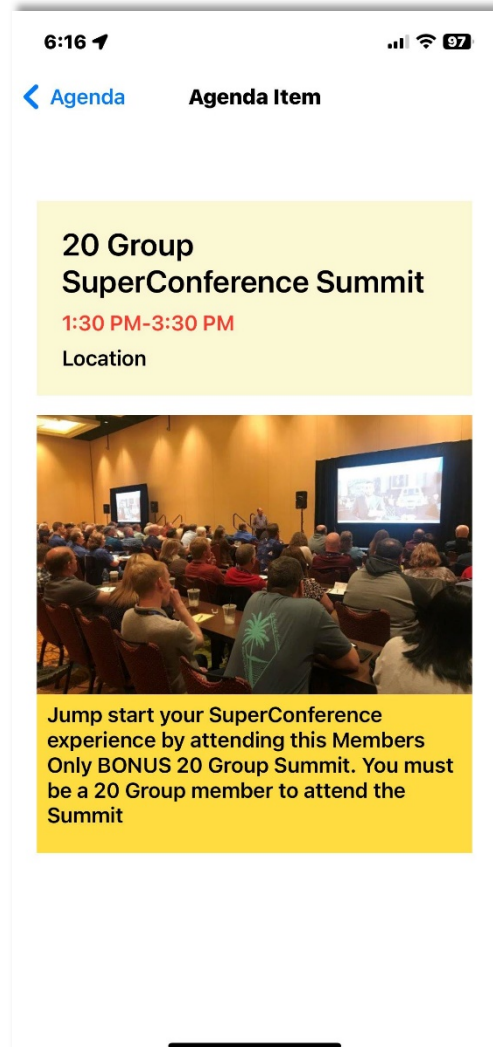 6:16
97
Agenda
Agenda Item
20 Group
SuperConference Summit
1:30 PM-3:30 PM
Location
Jump start your SuperConference
experience by attending this Members
Only BONUS 20 Group Summit. You must
be a 20 Group member to attend the
Summit